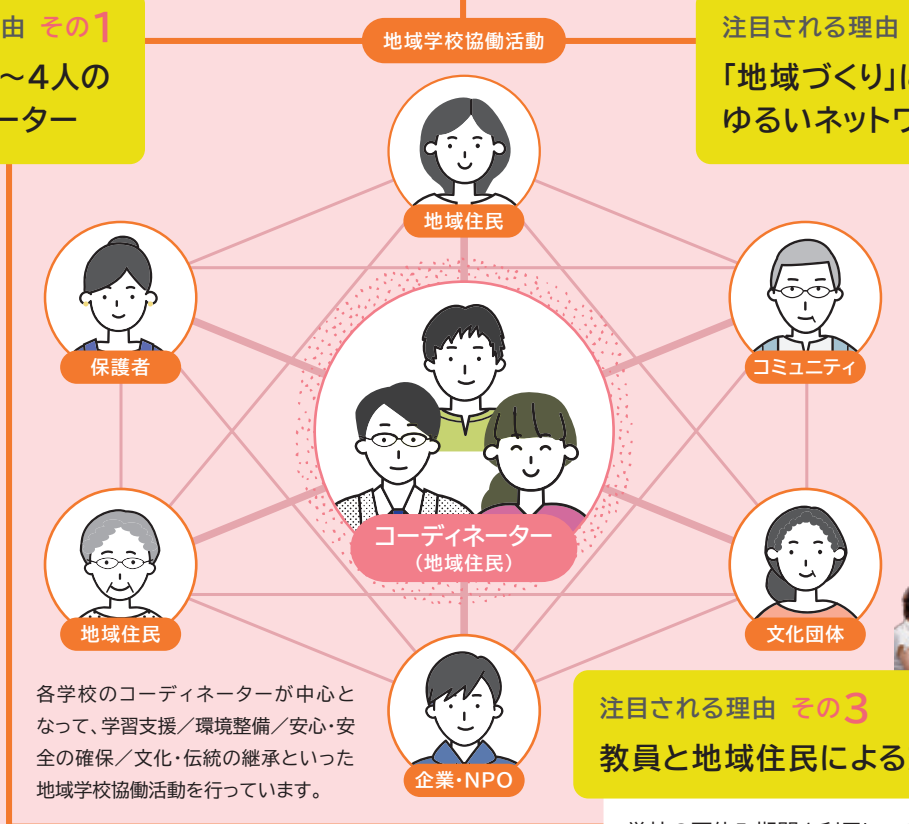 由 その1
～4人の
ーター
地域学校協働活動
注目される理由
「地域づくり」
ゆるいネットワ
地域住民
保護者
コミュニティ
コーディネーター
（地域住民）
地域住民
文化団体
企業・NPO
各学校のコーディネーターが中心と
なって、学習支援／環境整備／安心・安
全の確保／文化・伝統の継承といった
地域学校協働活動を行っています。
注目される理由 その3
教員と地域住民による